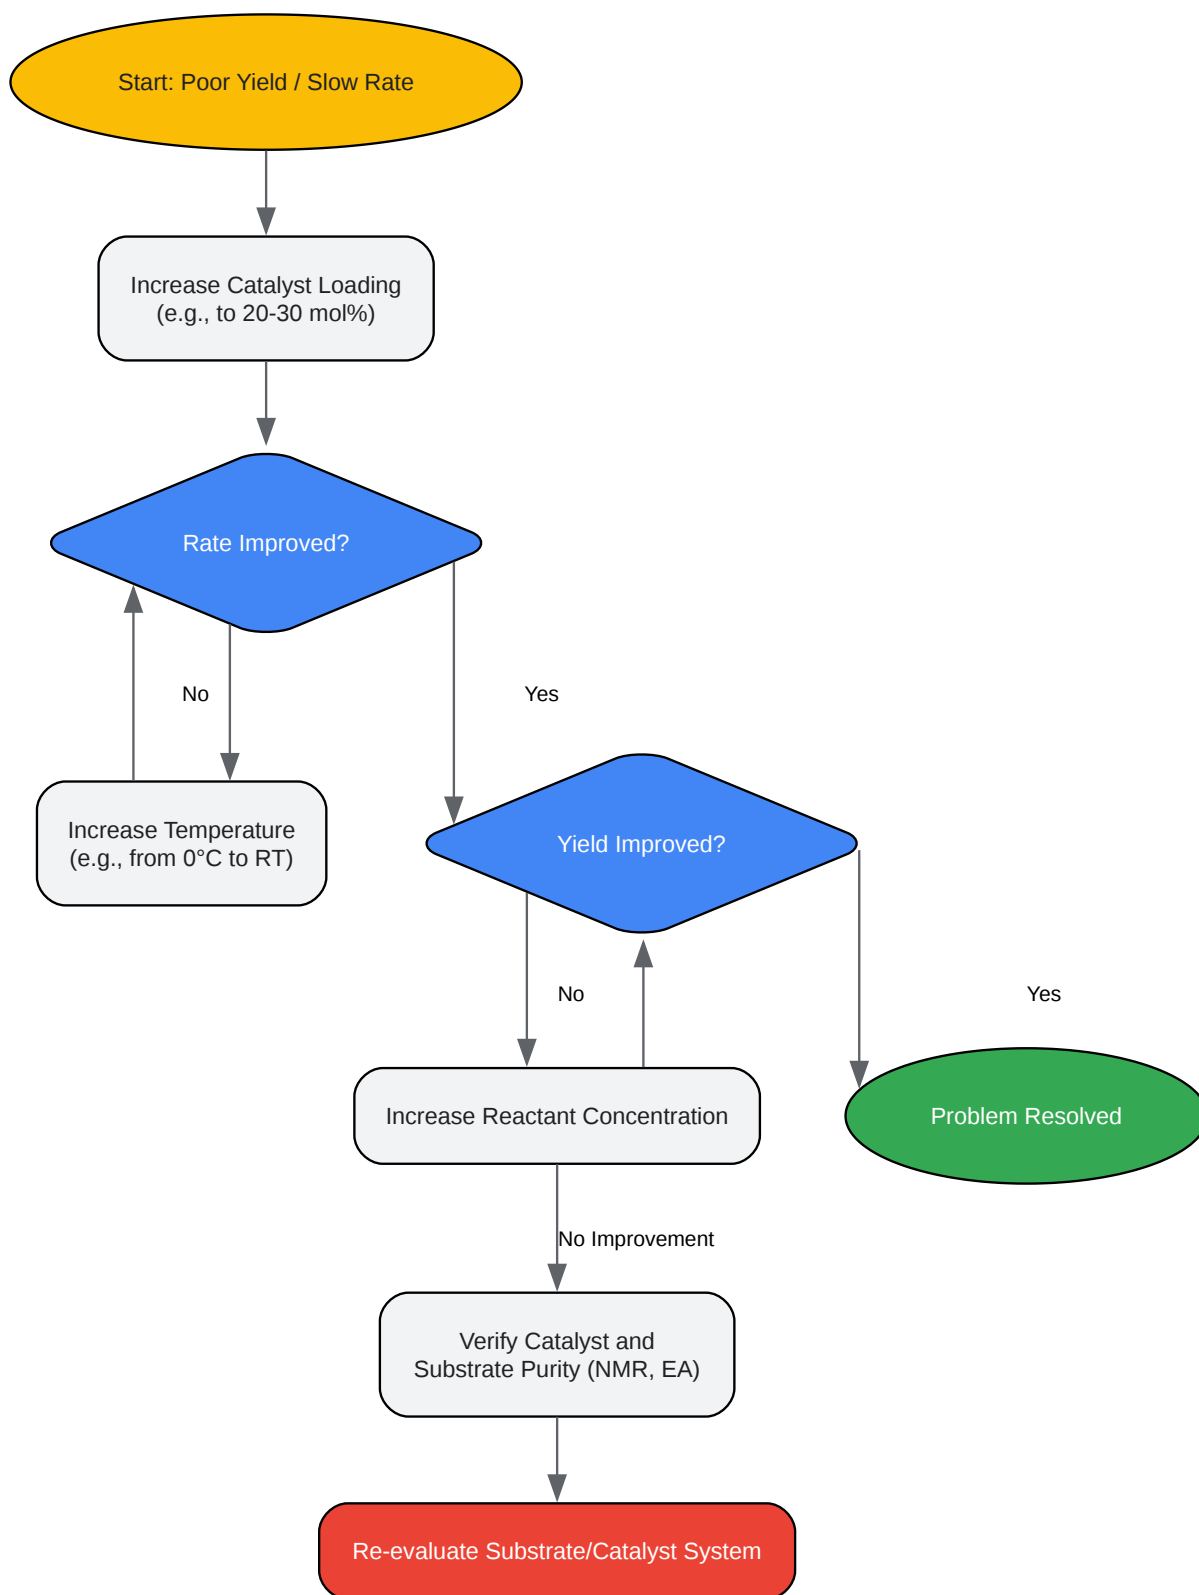 Start: Poor Yield / Slow Rate
Increase Catalyst Loading
(e.g., to 20-30 mol%)
Rate Improved?
No
Yes
Increase Temperature
(e.g., from 0°C to RT)
Yield Improved?
No
Yes
Increase Reactant Concentration
Problem Resolved
No Improvement
Verify Catalyst and
Substrate Purity (NMR, EA)
Re-evaluate Substrate/Catalyst System